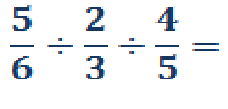 5/6 ÷ 2/3 ÷ 4/5 =